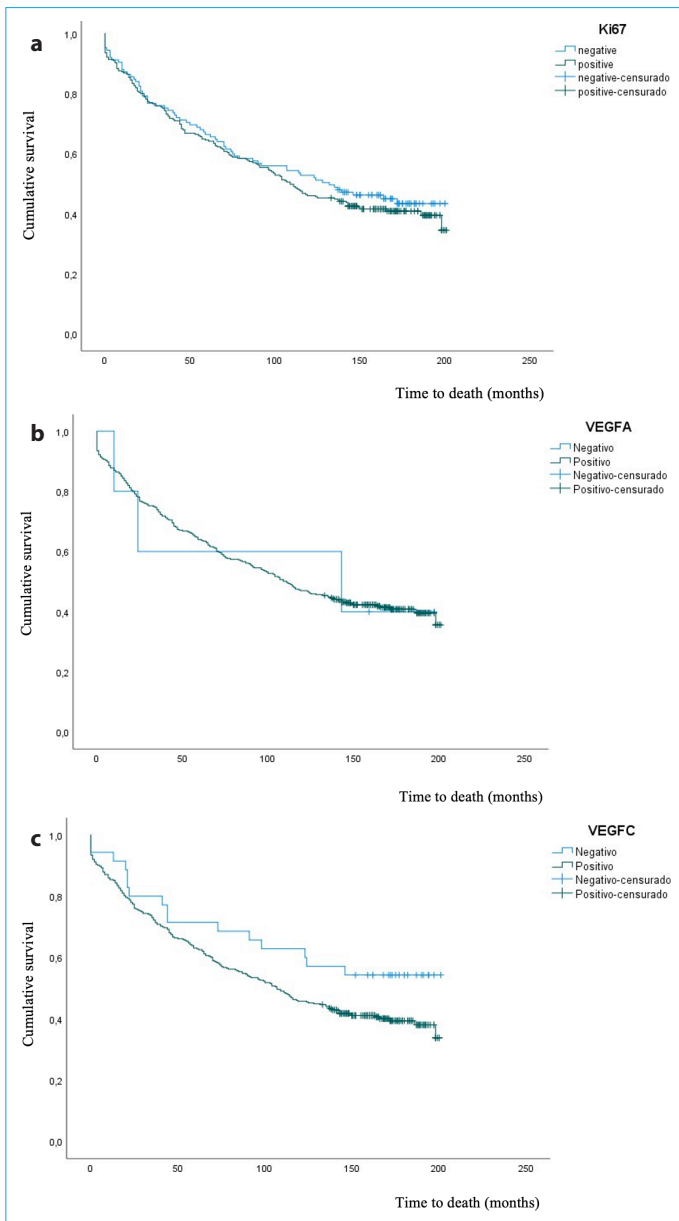 a
Ki67
negative
positive
negative-censurado
positive-censurado
Cumulative survival
1,0
0,8
0,6
0,4
0,2
0,0
0 50 100 150 200 250
Time to death (months)
b
VEGFA
Negativo
Positivo
Negativo-censurado
Positivo-censurado
Cumulative survival
1,0
0,8
0,6
0,4
0,2
0,0
0 50 100 150 200 250
Time to death (months)
c
VEGFC
Negativo
Positivo
Negativo-censurado
Positivo-censurado
Cumulative survival
1,0
0,8
0,6
0,4
0,2
0,0
0 50 100 150 200 250
Time to death (months)